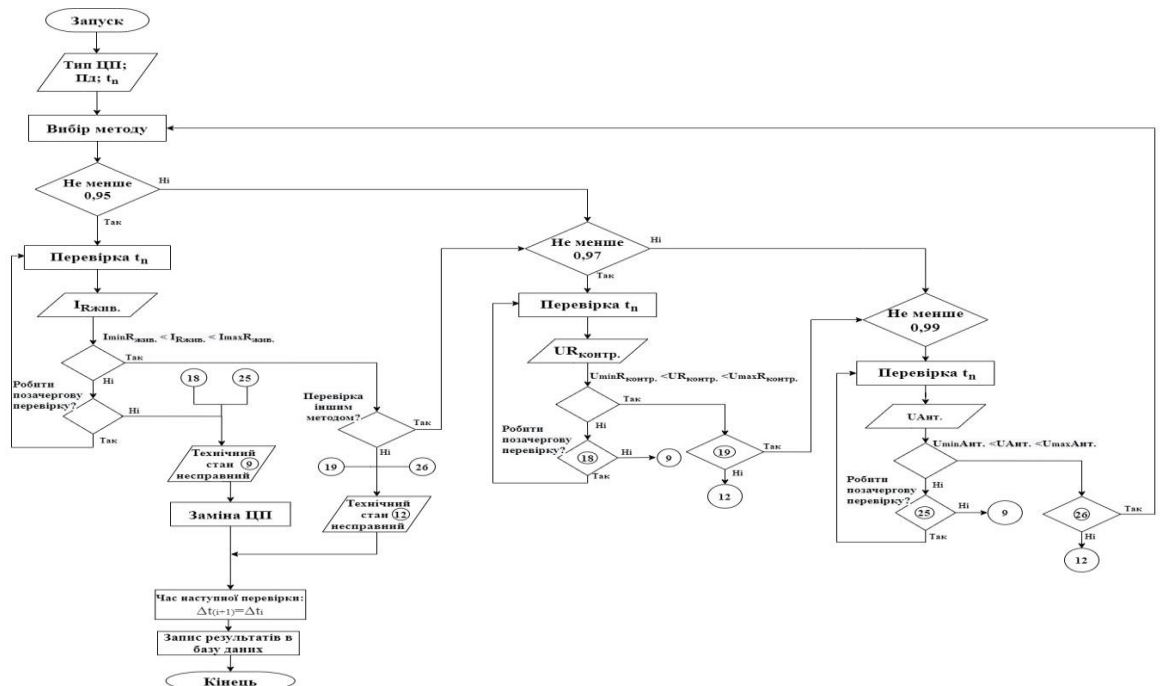 Запуск
Тип ЦП;
Пд; tn
Вибір методу
Не менше
0,95
Ні
Так
Перевірка tn
IRжив.
IminRжив. < IRжив. < ImaxRжив.
Так
Ні
Робити
позачергову
перевірку?
Ні
Так
18
25
Технічний
стан 9
несправний
Заміна ЦП
Перевірка
іншим
методом?
Так
Ні
19
26
Технічний
стан 12
несправний
Час наступної перевірки:
Δt(i+1)=Δti
Запис результатів в
базу даних
Кінець
Не менше
0,97
Ні
Так
Перевірка tn
URконтр.
UminRконтр. <URконтр. <UmaxRконтр.
Так
Ні
Робити
позачергову
перевірку?
18
Ні
9
Так
19
Так
Ні
12
Не менше
0,99
Так
Перевірка tn
UАнт.
UminАнт. <UАнт. <UmaxАнт.
Так
Ні
Робити
позачергову
перевірку?
25
Ні
9
Так
26
Так
Ні
12